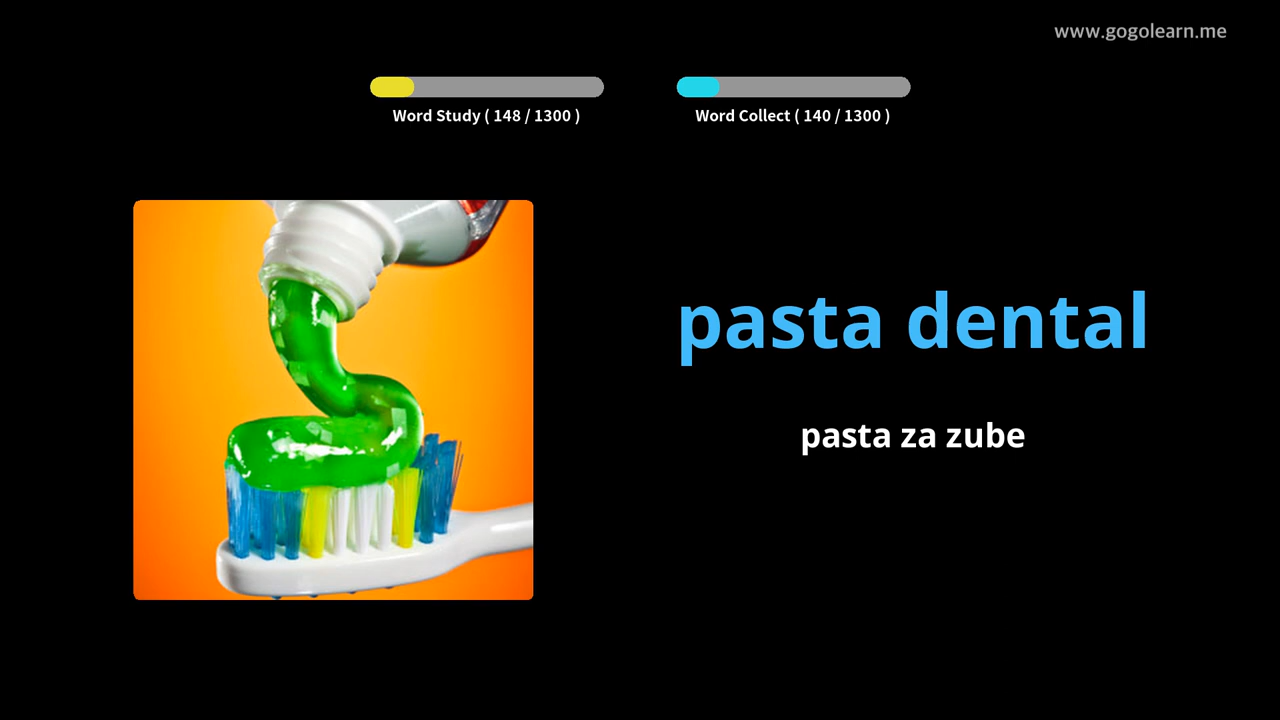 www.gogolearn.me
Word Study ( 148 / 1300 )
Word Collect ( 140 / 1300 )
pasta dental
pasta za zube